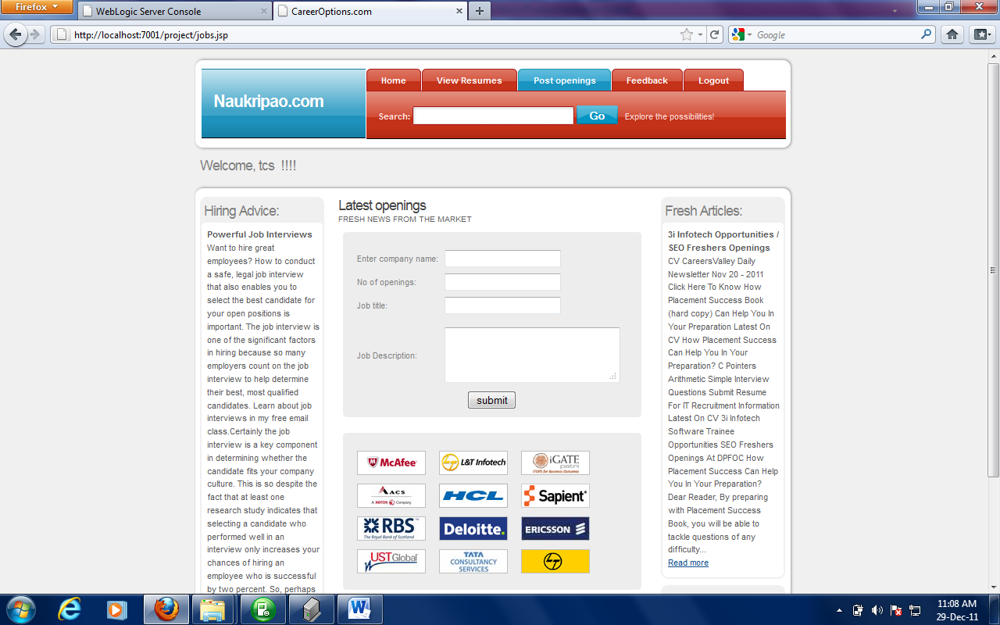 Firefox
WebLogic Server Console
CareerOptions.com
http://localhost:7001/project/jobs.jsp
Google
Naukripao.com
Home
View Resumes
Post openings
Feedback
Logout
Search:
Go
Explore the possibilities!
Welcome, tcs !!!!
Hiring Advice:
Powerful Job Interviews
Want to hire great
employees? How to conduct
a safe, legal job interview
that also enables you to
select the best candidate for
your open positions is
important. The job interview is
one of the significant factors
in hiring because so many
employers count on the job
interview to help determine
their best, most qualified
candidates. Learn about job
interviews in my free email
class.Certainly the job
interview is a key component
in determining whether the
candidate fits your company
culture. This is so despite the
fact that at least one
research study indicates that
selecting a candidate who
performed well in an
interview only increases your
chances of hiring an
employee who is successful
by two percent. So, perhaps
Latest openings
FRESH NEWS FROM THE MARKET
Enter company name:
No of openings:
Job title:
Job Description:
submit
McAfee
L&T Infotech
iGATE
patni
iTOPS for Business Outcomes
ACS
A xerox Company
HCL
Sapient
RBS
The Royal Bank of Scotland
Deloitte.
ERICSSON
UST Global
TATA
CONSULTANCY
SERVICES
Fresh Articles:
3i Infotech Opportunities /
SEO Freshers Openings
CV CareersValley Daily
Newsletter Nov 20 - 2011
Click Here To Know How
Placement Success Book
(hard copy) Can Help You In
Your Preparation Latest On
CV How Placement Success
Can Help You In Your
Preparation? C Pointers
Arithmetic Simple Interview
Questions Submit Resume
For IT Recruitment Information
Latest On CV 3i Infotech
Software Trainee
Opportunities SEO Freshers
Openings At DPFOC How
Placement Success Can Help
You In Your Preparation?
Dear Reader, By preparing
with Placement Success
Book, you will be able to
tackle questions of any
difficulty...
Read more
11:08 AM
29-Dec-11